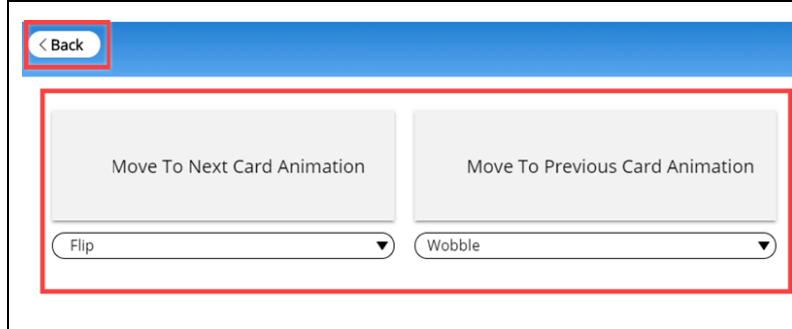 Back
Move To Next Card Animation
Move To Previous Card Animation
Flip
Wobble